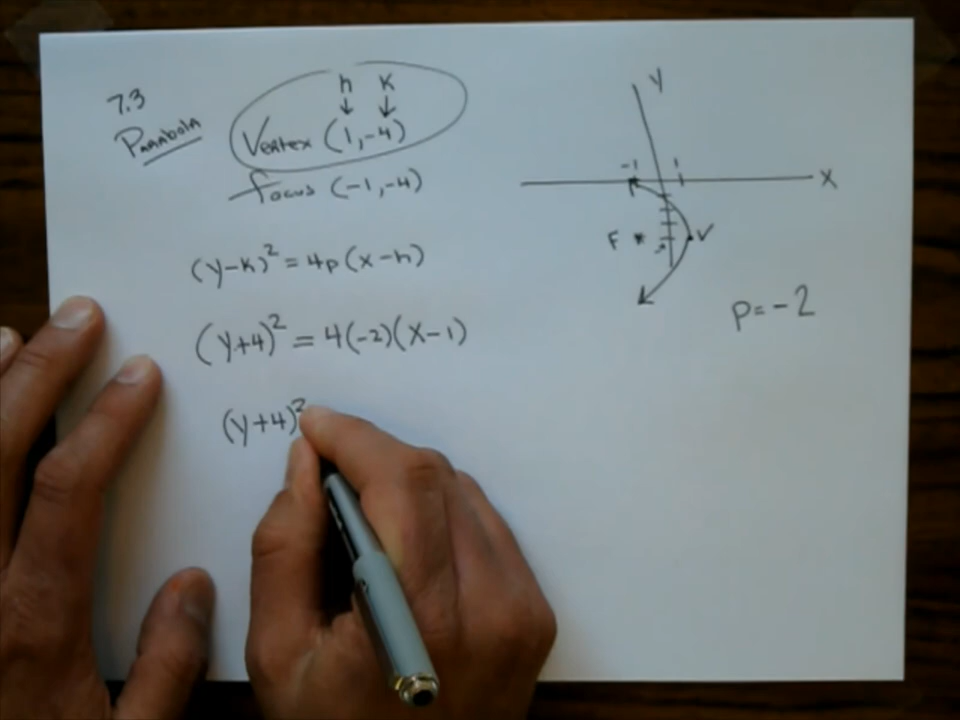 7.3
Parabola
h k
Vertex (1,-4)
Focus (-1,-4)
(y-k)² = 4p(x-h)
(y+4)² = 4(-2)(x-1)
(y+4)²
y
-1 1
x
F V
p=-2